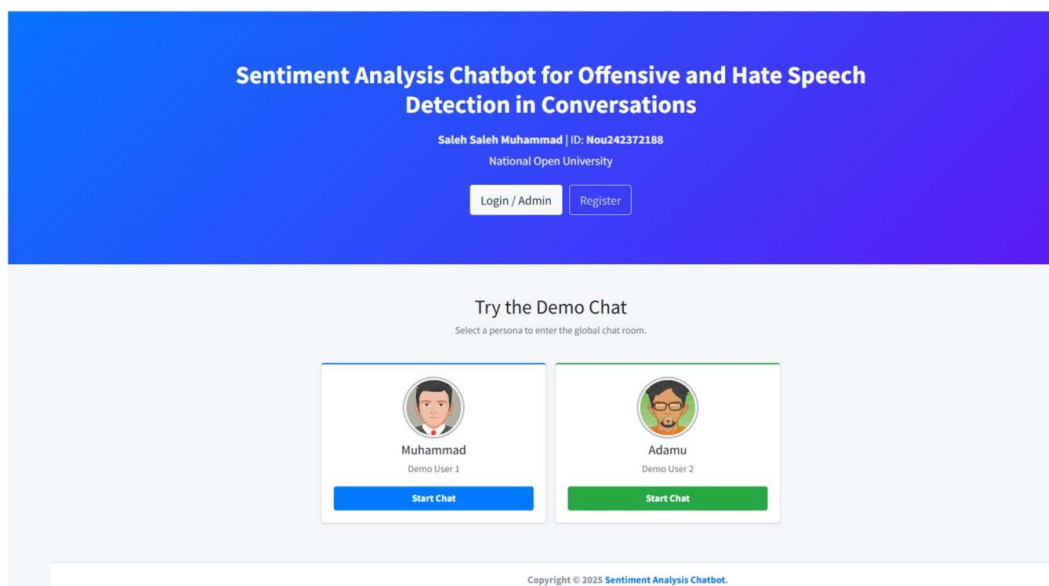 Sentiment Analysis Chatbot for Offensive and Hate Speech
Detection in Conversations
Saleh Saleh Muhammad | ID: Nou242372188
National Open University
Login / Admin Register
Try the Demo Chat
Select a persona to enter the global chat room.
Muhammad
Demo User 1
Start Chat
Adamu
Demo User 2
Start Chat
Copyright © 2025 Sentiment Analysis Chatbot.